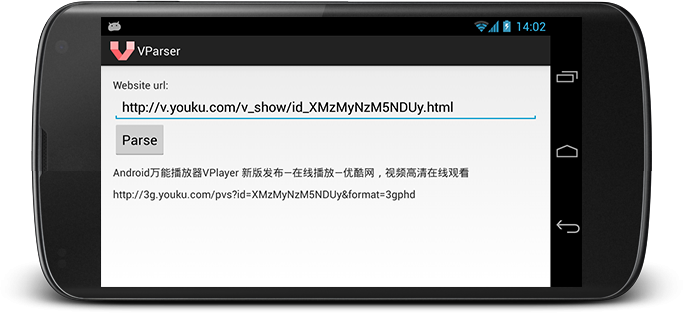 14:02
VParser
Website url:
http://v.youku.com/v_show/id_XMzMyNzM5NDUy.html
Parse
Android万能播放器VPlayer 新版发布—在线播放—优酷网，视频高清在线观看
http://3g.youku.com/pvs?id=XMzMyNzM5NDUy&format=3gphd